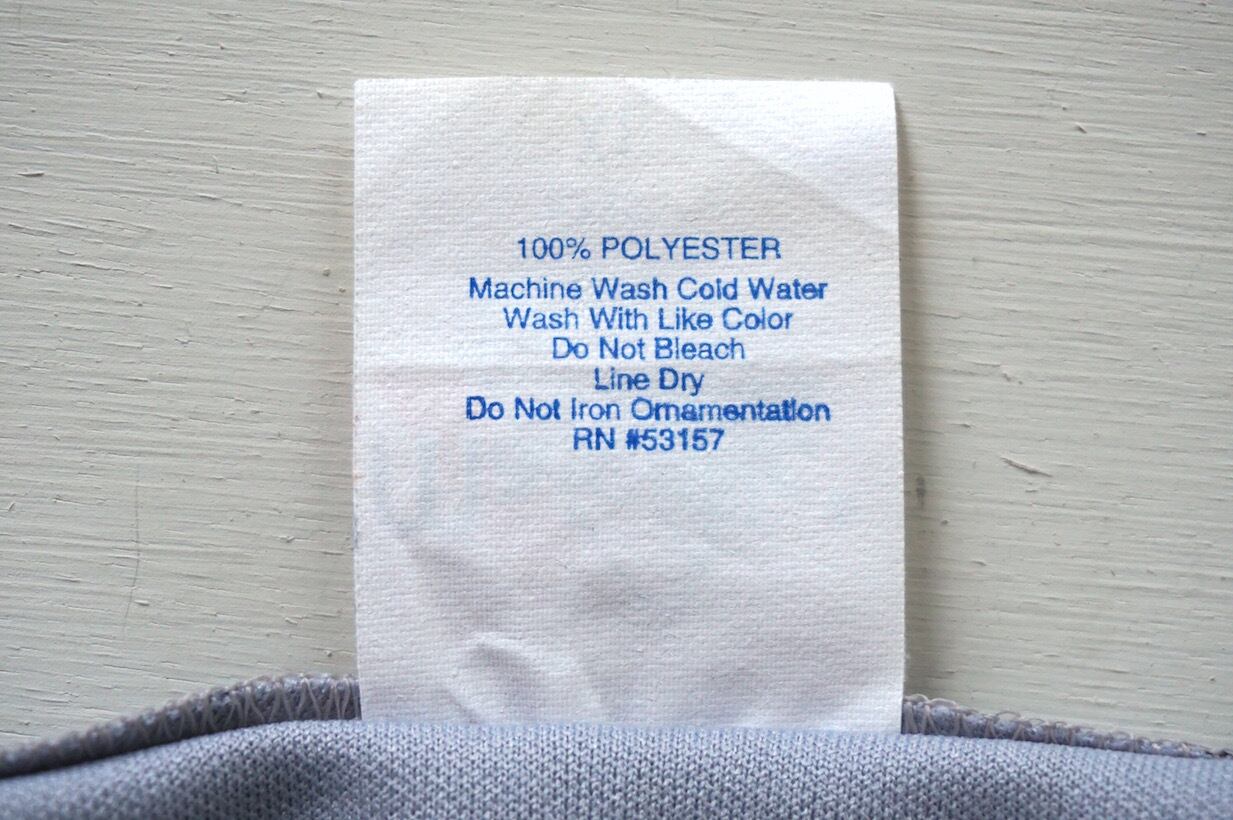 100% POLYESTER
Machine Wash Cold Water
Wash With Like Color
Do Not Bleach
Line Dry
Do Not Iron Ornamentation
RN #53157